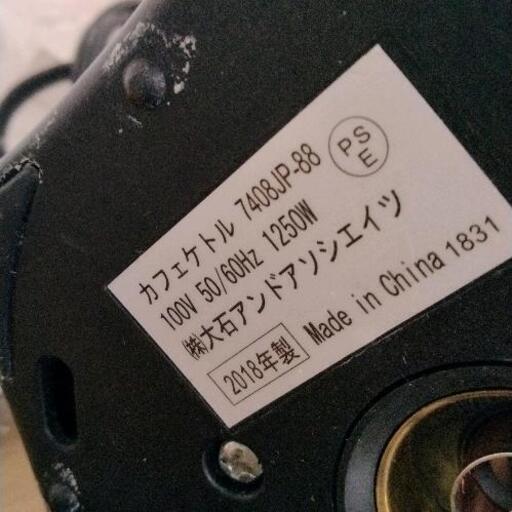 カフェケトル 7408JP-88
PSE
100V 50/60Hz 1250W
㈱大石アンドアソシエイツ
2018年製 Made in China 1831